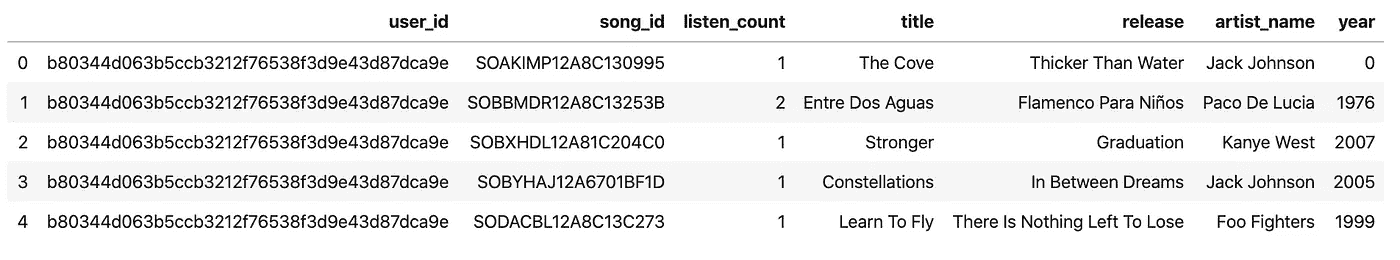 user_id song_id listen_count title release artist_name year
0 b80344d063b5ccb3212f76538f3d9e43d87dca9e SOAKIMP12A8C130995 1 The Cove Thicker Than Water Jack Johnson 0
1 b80344d063b5ccb3212f76538f3d9e43d87dca9e SOBBMDR12A8C13253B 2 Entre Dos Aguas Flamenco Para Niños Paco De Lucia 1976
2 b80344d063b5ccb3212f76538f3d9e43d87dca9e SOBXHDL12A81C204C0 1 Stronger Graduation Kanye West 2007
3 b80344d063b5ccb3212f76538f3d9e43d87dca9e SOBYHAJ12A6701BF1D 1 Constellations In Between Dreams Jack Johnson 2005
4 b80344d063b5ccb3212f76538f3d9e43d87dca9e SODACBL12A8C13C273 1 Learn To Fly There Is Nothing Left To Lose Foo Fighters 1999